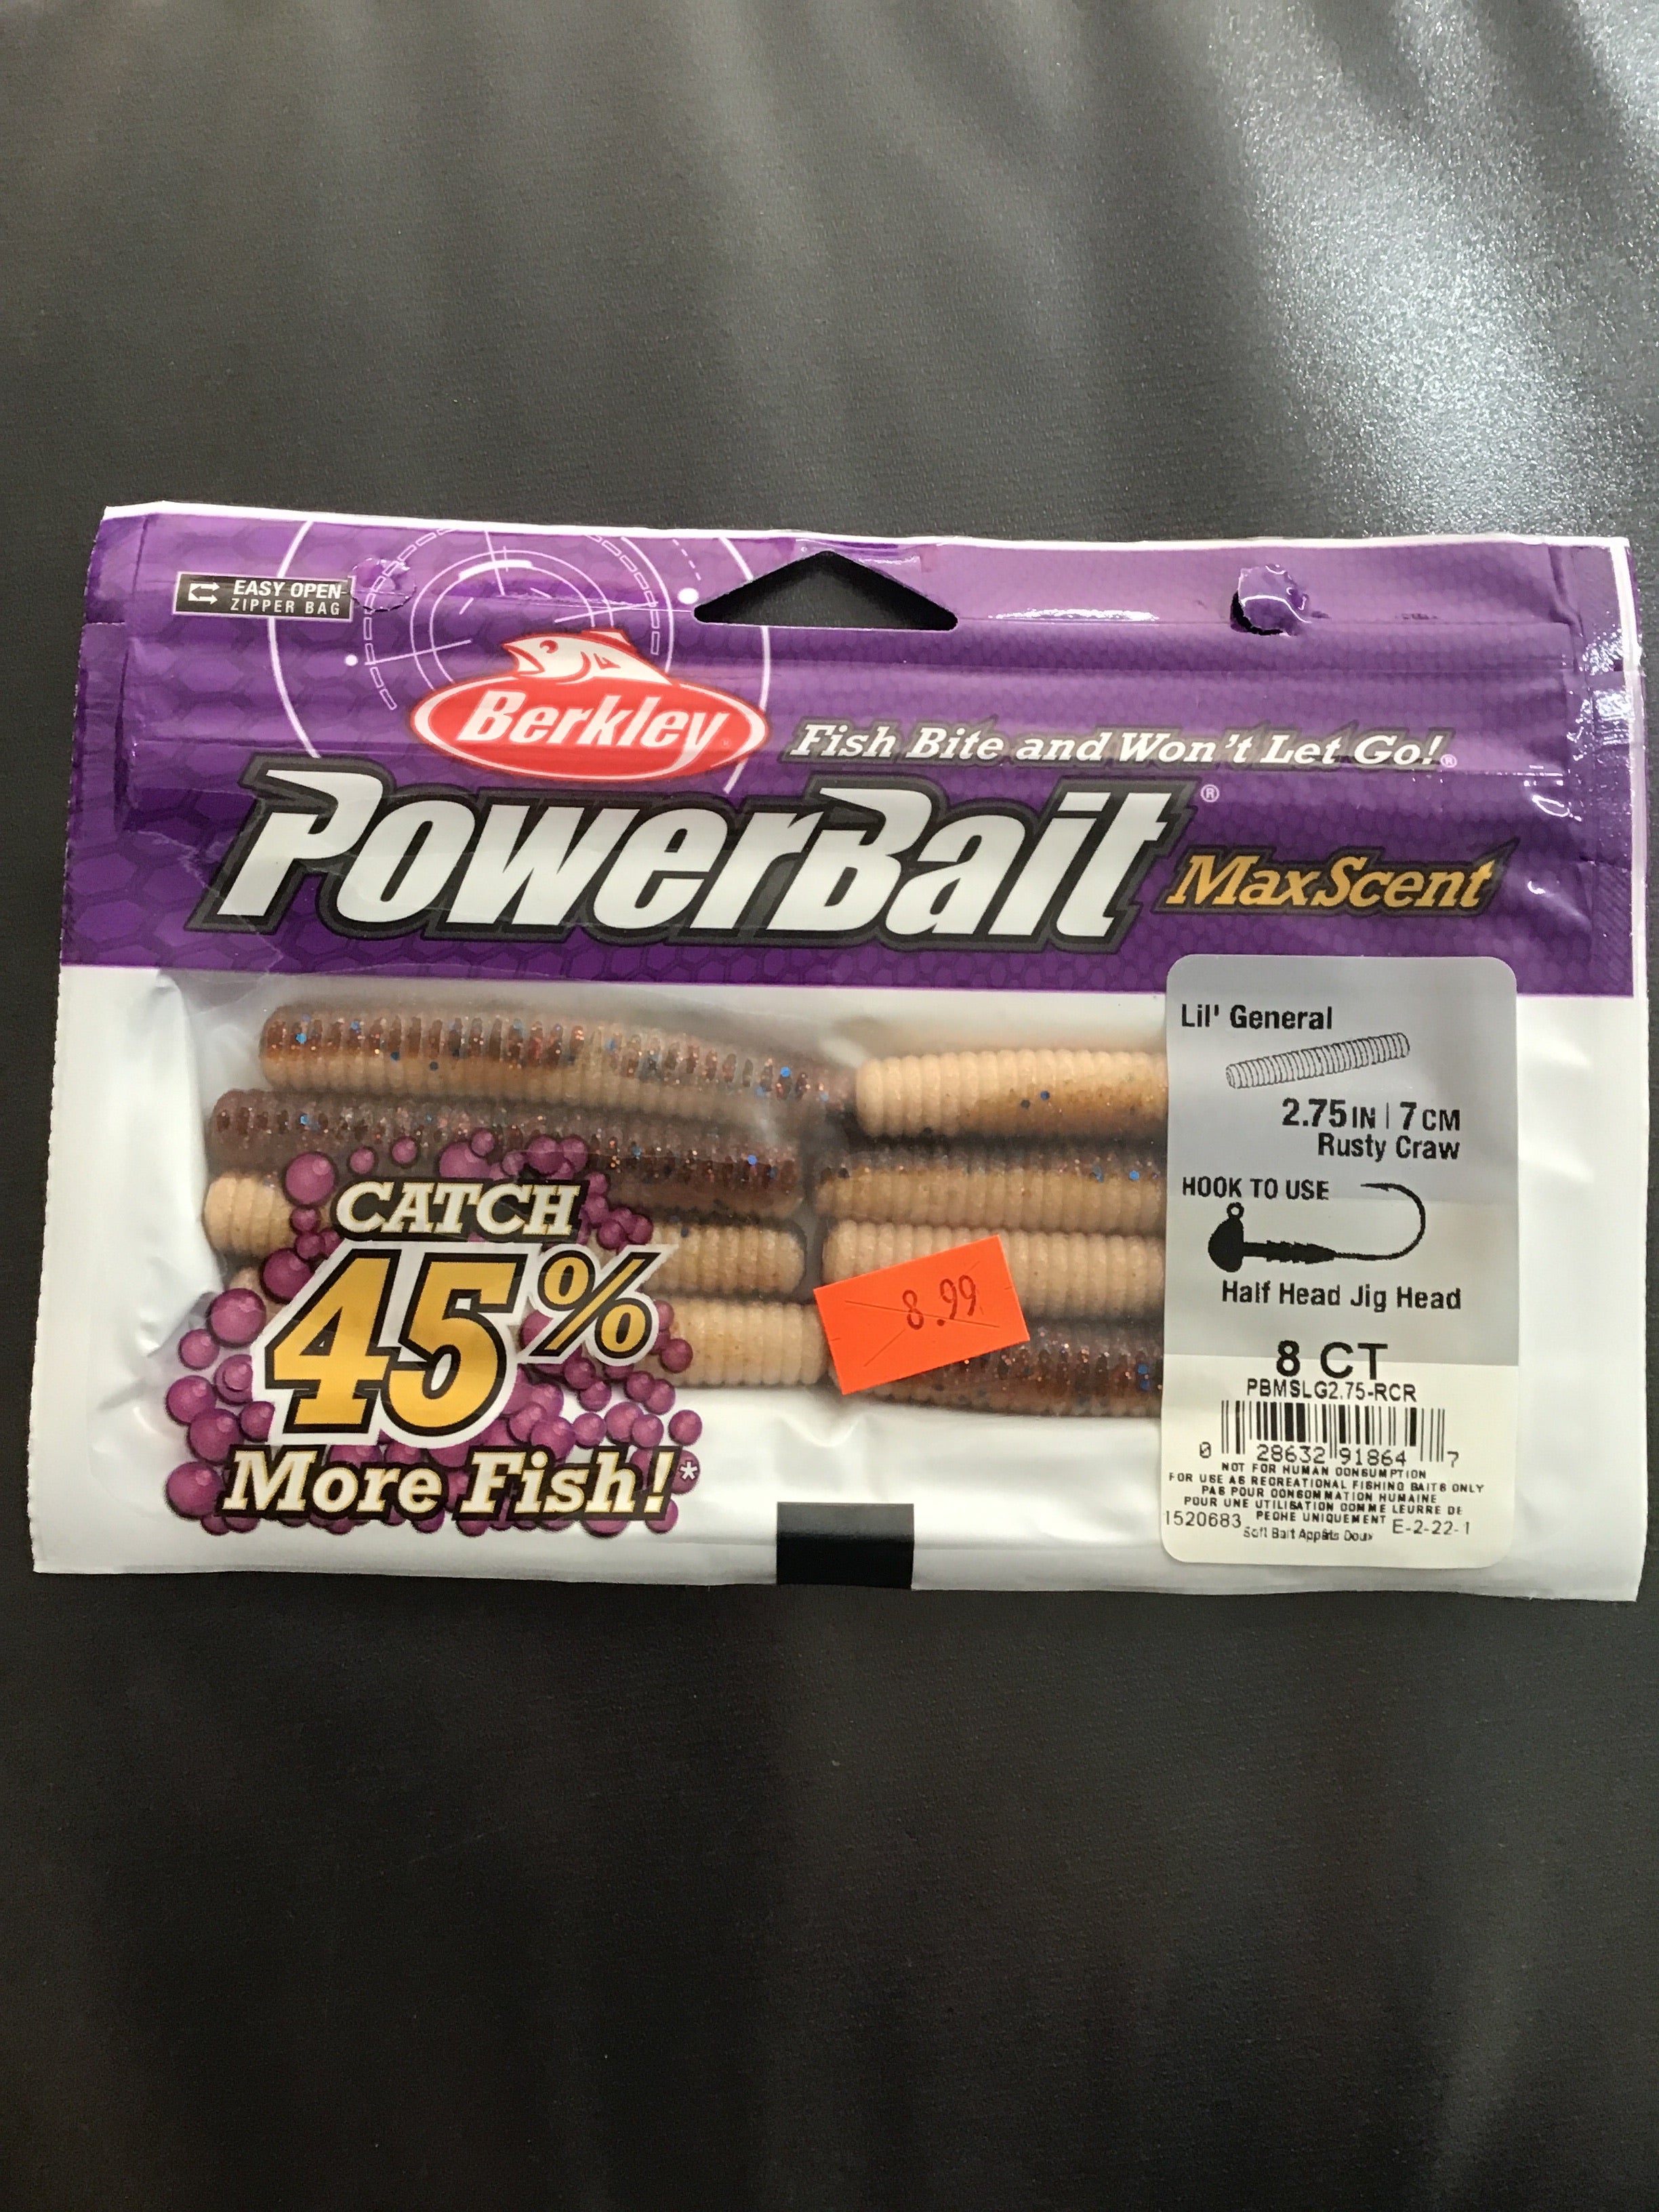 EASY OPEN
ZIPPER BAG
Berkley
Fish Bite and Won't Let Go!®
PowerBait®
MaxScent
Lil' General
2.75 IN | 7 CM
Rusty Craw
HOOK TO USE
Half Head Jig Head
8 CT
PBMSLG2.75-RCR
0 28632 91864 7
NOT FOR HUMAN CONSUMPTION
FOR USE AS RECREATIONAL FISHING BAITS ONLY
PAS POUR CONSOMMATION HUMAINE
POUR UNE UTILISATION COMME LEURRE DE
PECHE UNIQUEMENT
1520683
E-2-22-1
Soft Bait Appâts Doux
CATCH
45%
More Fish!*
8.99